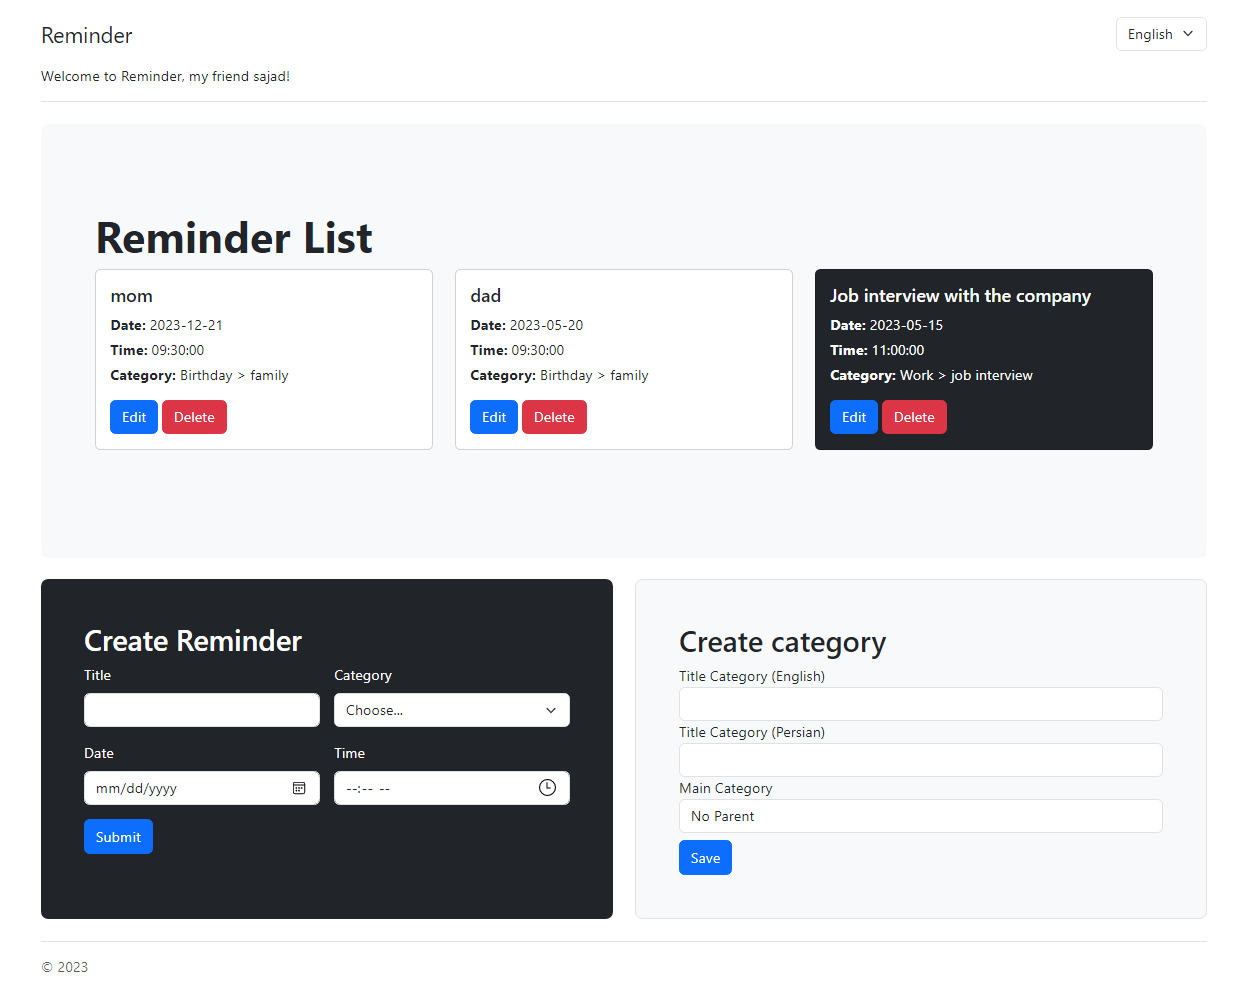 Reminder
English
Welcome to Reminder, my friend sajad!
Reminder List
mom
Date: 2023-12-21
Time: 09:30:00
Category: Birthday > family
Edit Delete
dad
Date: 2023-05-20
Time: 09:30:00
Category: Birthday > family
Edit Delete
Job interview with the company
Date: 2023-05-15
Time: 11:00:00
Category: Work > job interview
Edit Delete
Create Reminder
Title Category
Choose...
Date Time
mm/dd/yyyy --:-- --
Submit
Create category
Title Category (English)
Title Category (Persian)
Main Category
No Parent
Save
© 2023